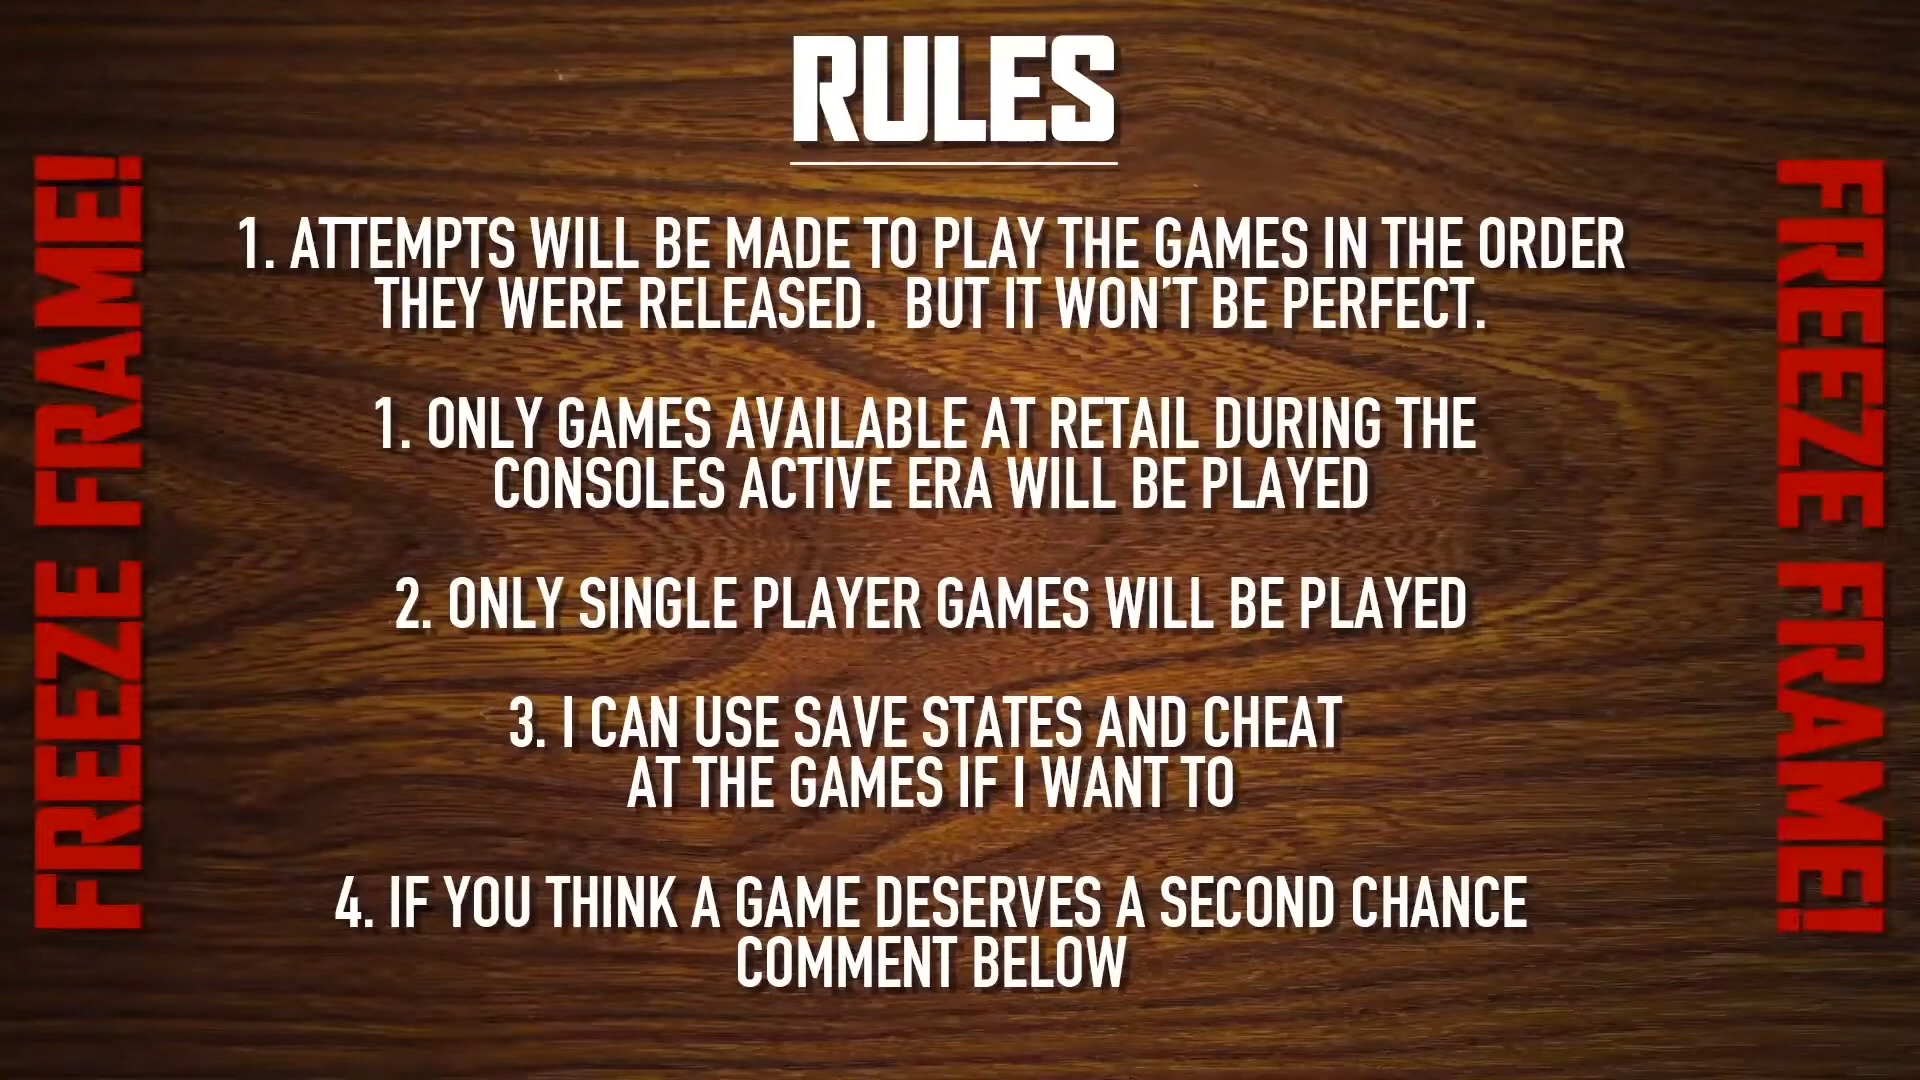 RULES
FREEZE FRAME!
FREEZE FRAME!
1. ATTEMPTS WILL BE MADE TO PLAY THE GAMES IN THE ORDER
THEY WERE RELEASED.  BUT IT WON'T BE PERFECT.
1. ONLY GAMES AVAILABLE AT RETAIL DURING THE
CONSOLES ACTIVE ERA WILL BE PLAYED
2. ONLY SINGLE PLAYER GAMES WILL BE PLAYED
3. I CAN USE SAVE STATES AND CHEAT
AT THE GAMES IF I WANT TO
4. IF YOU THINK A GAME DESERVES A SECOND CHANCE
COMMENT BELOW